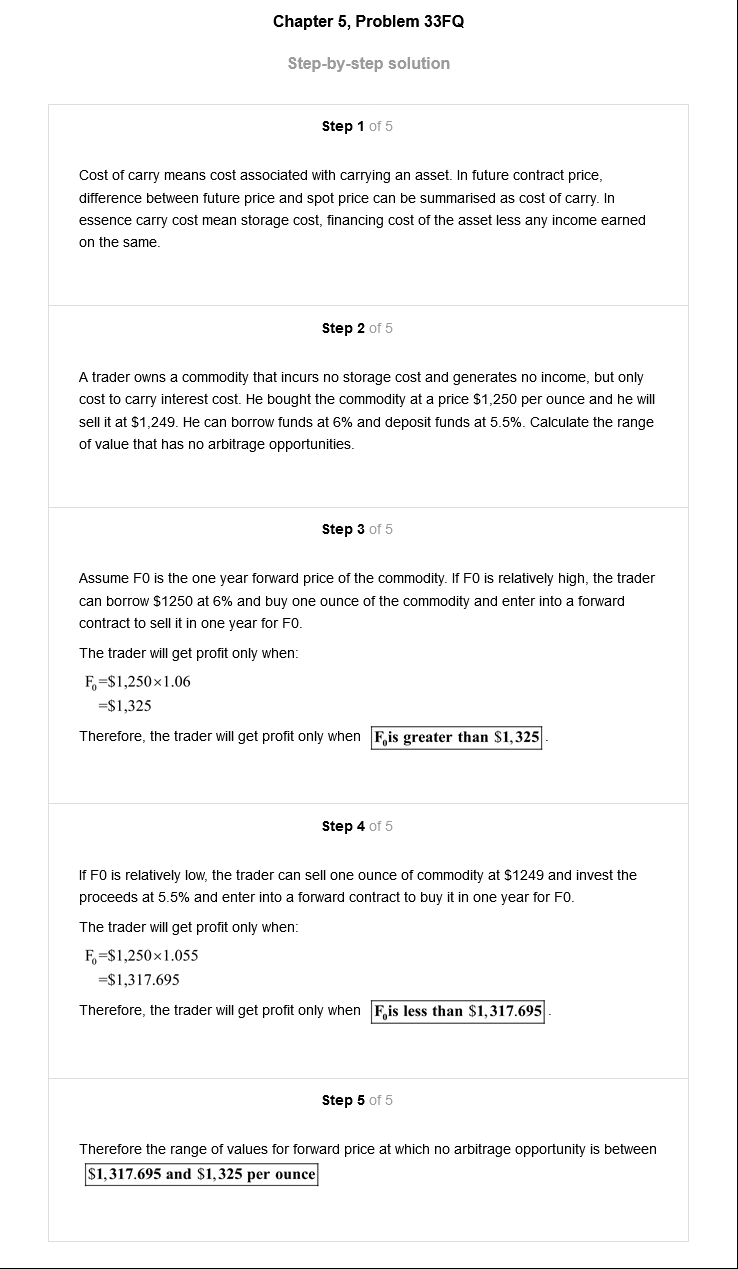 Chapter 5, Problem 33FQ
Step-by-step solution
Step 1 of 5
Cost of carry means cost associated with carrying an asset. In future contract price,
difference between future price and spot price can be summarised as cost of carry. In
essence carry cost mean storage cost, financing cost of the asset less any income earned
on the same.
Step 2 of 5
A trader owns a commodity that incurs no storage cost and generates no income, but only
cost to carry interest cost. He bought the commodity at a price $1,250 per ounce and he will
sell it at $1,249. He can borrow funds at 6% and deposit funds at 5.5%. Calculate the range
of value that has no arbitrage opportunities.
Step 3 of 5
Assume F0 is the one year forward price of the commodity. If F0 is relatively high, the trader
can borrow $1250 at 6% and buy one ounce of the commodity and enter into a forward
contract to sell it in one year for F0.
The trader will get profit only when:
F₀=$1,250×1.06
=$1,325
Therefore, the trader will get profit only when F₀is greater than $1,325 .
Step 4 of 5
If F0 is relatively low, the trader can sell one ounce of commodity at $1249 and invest the
proceeds at 5.5% and enter into a forward contract to buy it in one year for F0.
The trader will get profit only when:
F₀=$1,250×1.055
=$1,317.695
Therefore, the trader will get profit only when F₀is less than $1,317.695 .
Step 5 of 5
Therefore the range of values for forward price at which no arbitrage opportunity is between
$1,317.695 and $1,325 per ounce